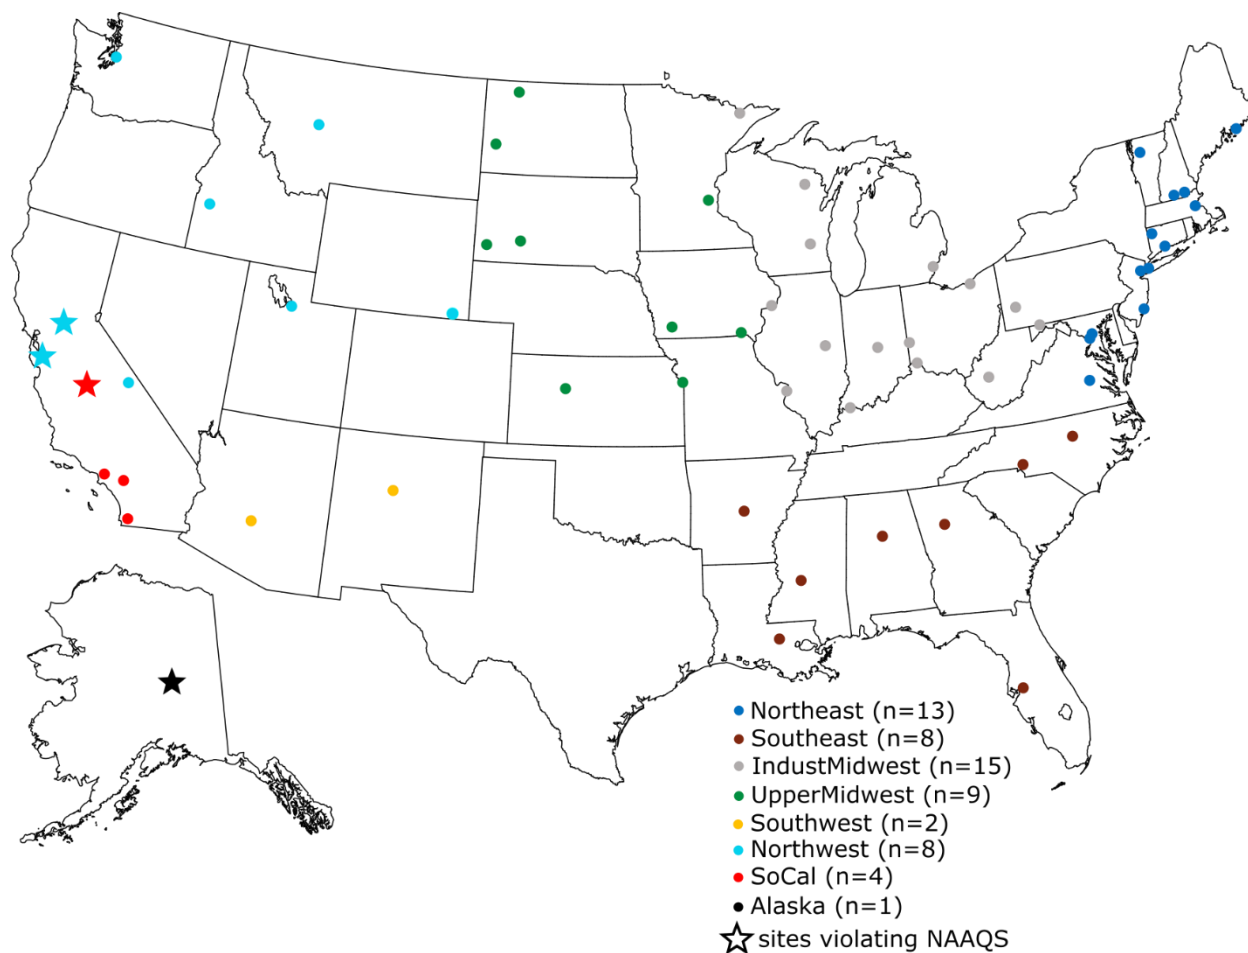 Northeast (n=13)
Southeast (n=8)
IndustMidwest (n=15)
UpperMidwest (n=9)
Southwest (n=2)
Northwest (n=8)
SoCal (n=4)
Alaska (n=1)
sites violating NAAQS